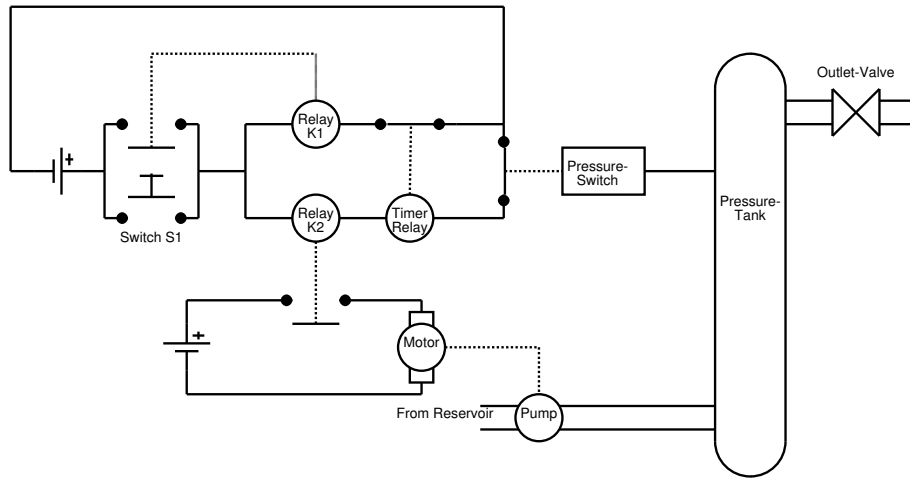 Outlet-Valve
Relay
K1
+
Pressure-
Switch
Pressure-
Tank
Relay
K2
Timer
Relay
Switch S1
+
Motor
From Reservoir
Pump